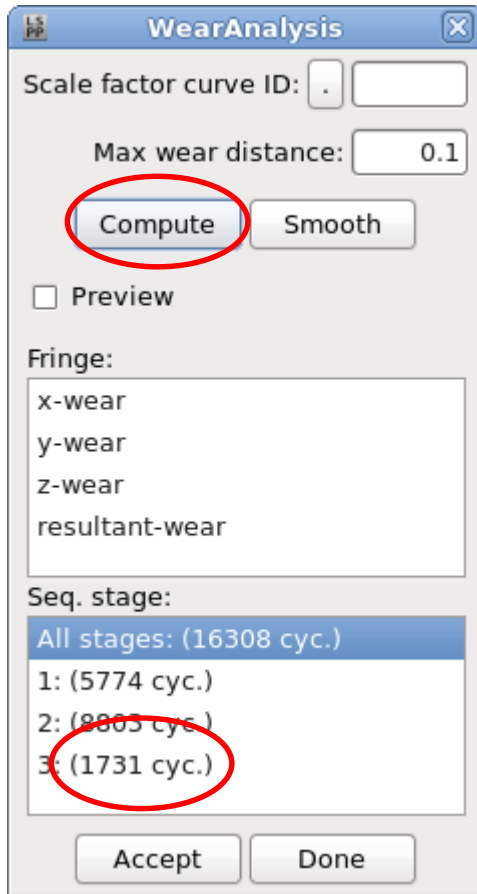 LS
PP
WearAnalysis
Scale factor curve ID: .
Max wear distance: 0.1
Compute Smooth
Preview
Fringe:
x-wear
y-wear
z-wear
resultant-wear
Seq. stage:
All stages: (16308 cyc.)
1: (5774 cyc.)
2: (8803 cyc.)
3: (1731 cyc.)
Accept Done